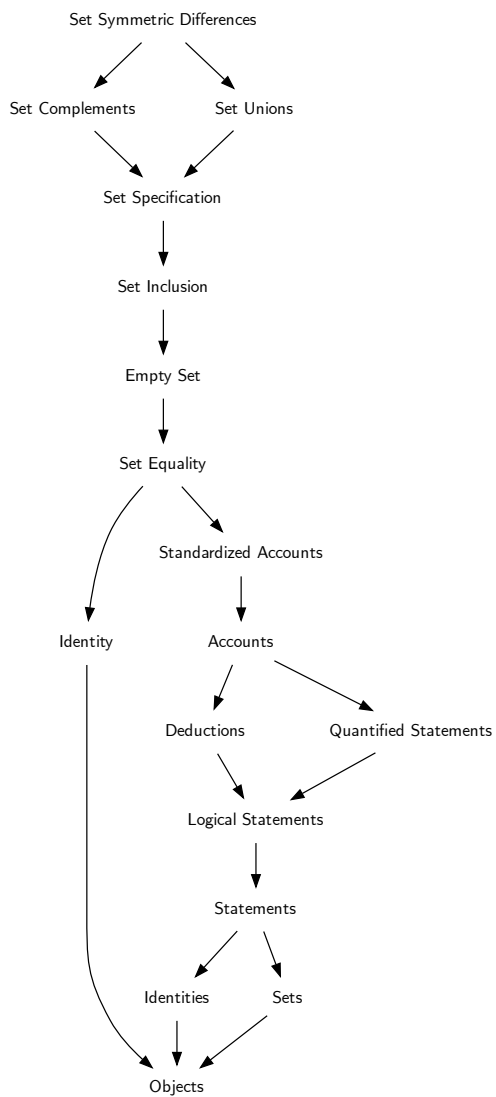 Set Symmetric Differences
Set Complements
Set Unions
Set Specification
Set Inclusion
Empty Set
Set Equality
Standardized Accounts
Identity
Accounts
Deductions
Quantified Statements
Logical Statements
Statements
Identities
Sets
Objects